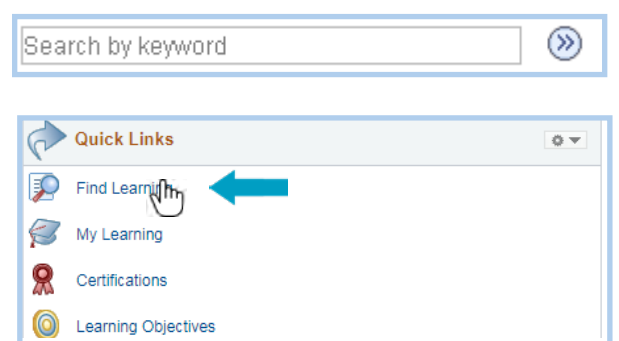 Search by keyword
Quick Links
Find Learning
My Learning
Certifications
Learning Objectives